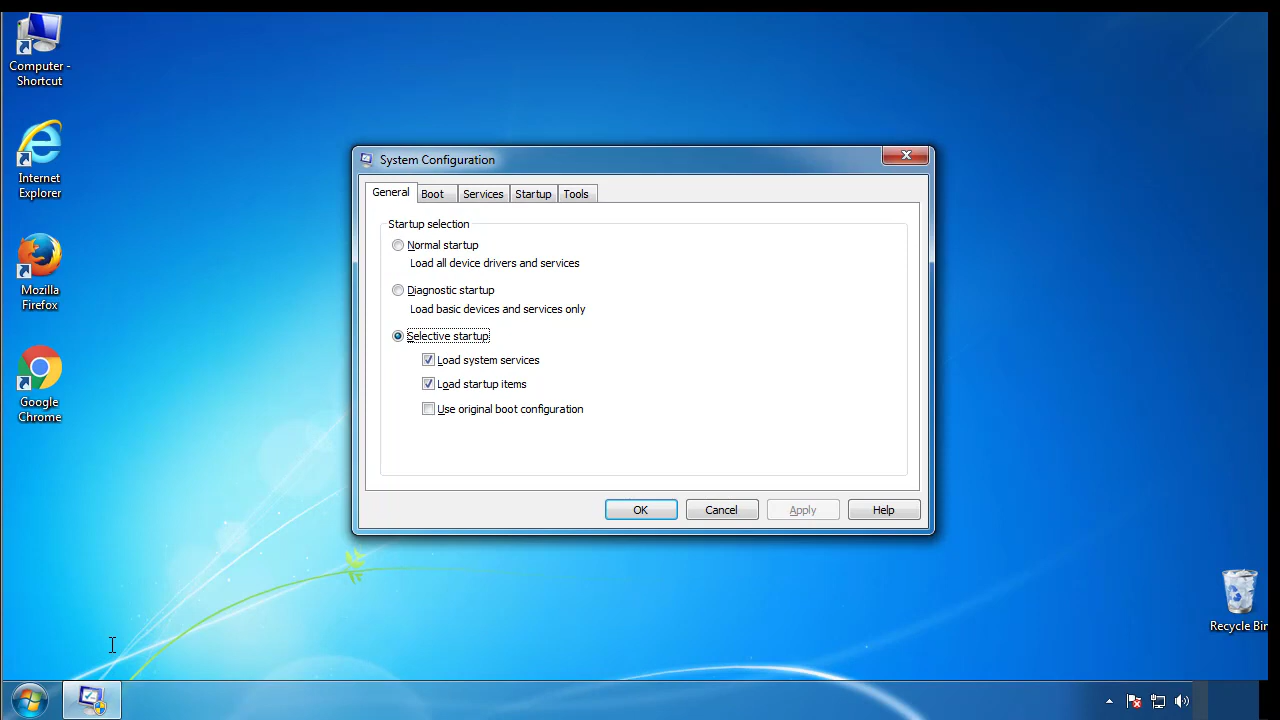 Computer -
Shortcut
Internet
Explorer
Mozilla
Firefox
Google
Chrome
System Configuration
General Boot Services Startup Tools
Startup selection
Normal startup
Load all device drivers and services
Diagnostic startup
Load basic devices and services only
Selective startup
Load system services
Load startup items
Use original boot configuration
OK Cancel Apply Help
Recycle Bin